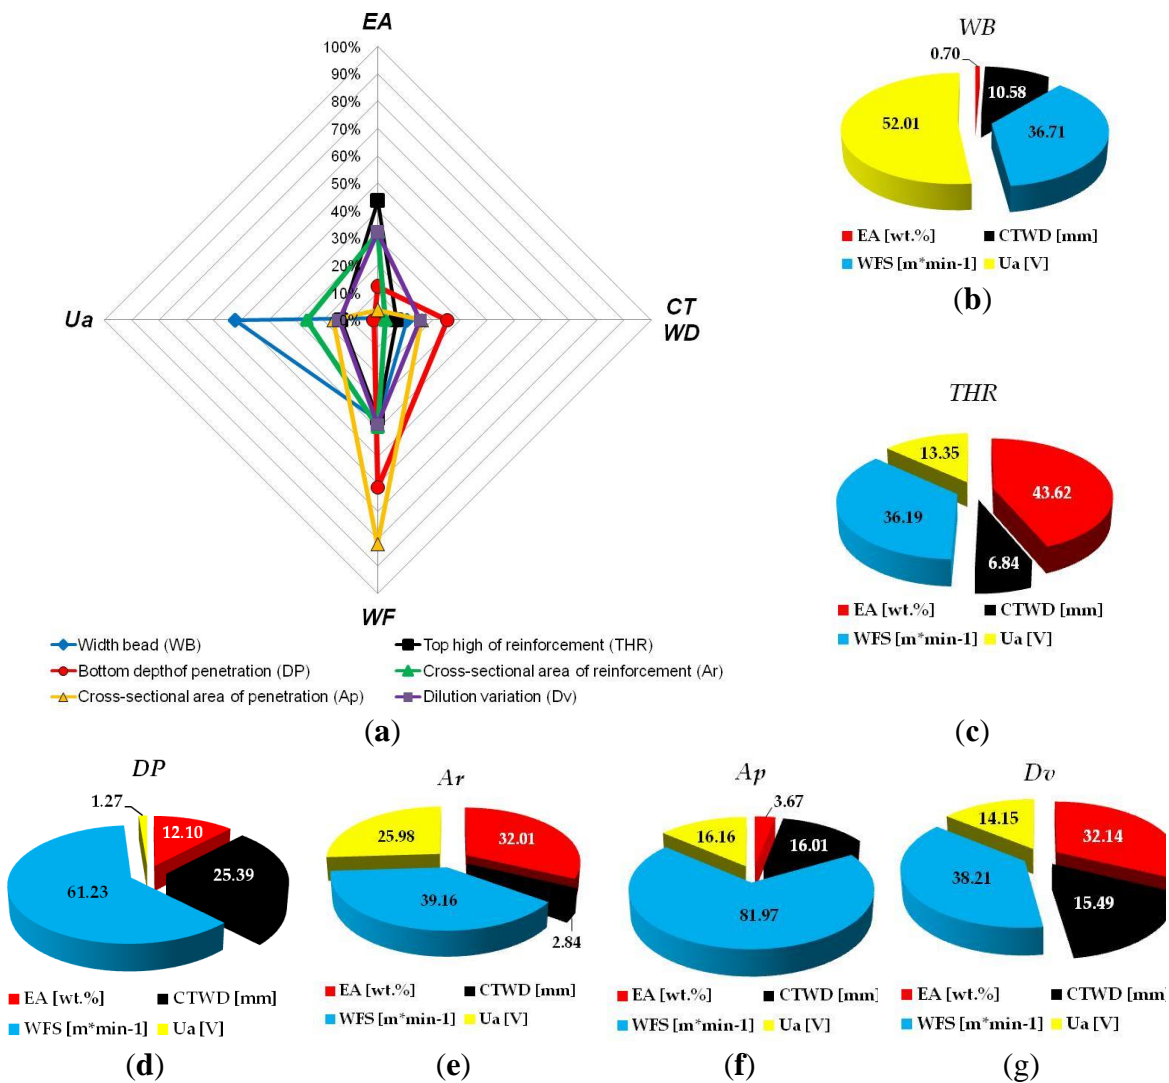 EA
100%
90%
80%
70%
60%
50%
40%
30%
20%
10%
0%
Ua
CT
WD
WF
Width bead (WB)
Top high of reinforcement (THR)
Bottom depthof penetration (DP)
Cross-sectional area of reinforcement (Ar)
Cross-sectional area of penetration (Ap)
Dilution variation (Dv)
(a)
WB
0.70
10.58
52.01
36.71
EA [wt.%] CTWD [mm]
WFS [m*min-1] Ua [V]
(b)
THR
13.35
43.62
36.19
6.84
EA [wt.%] CTWD [mm]
WFS [m*min-1] Ua [V]
(c)
DP
1.27
12.10
25.39
61.23
EA [wt.%] CTWD [mm]
WFS [m*min-1] Ua [V]
(d)
Ar
25.98
32.01
39.16
2.84
EA [wt.%] CTWD [mm]
WFS [m*min-1] Ua [V]
(e)
Ap
3.67
16.16
16.01
81.97
EA [wt.%] CTWD [mm]
WFS [m*min-1] Ua [V]
(f)
Dv
14.15
32.14
38.21
15.49
EA [wt.%] CTWD [mm]
WFS [m*min-1] Ua [V]
(g)